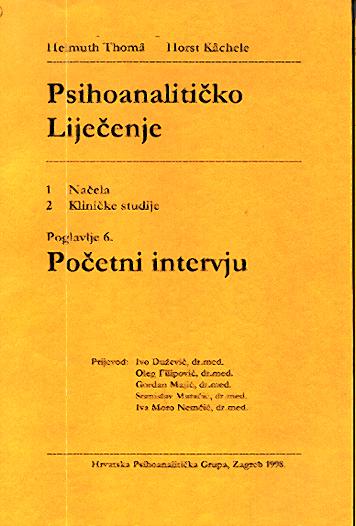 Helmuth Thomä Horst Kächele
Psihoanalitičko
Liječenje
1 Načela
2 Kliničke studije
Poglavlje 6.
Početni intervju
Prijevod: Ivo Dužević, dr.med.
Oleg Filipović, dr.med.
Gordan Majić, dr.med.
Stanislav dr.med.
Iva Moro Nemčić, dr.med.
Hrvatska Psihoanalitička Grupa, Zagreb 1998.